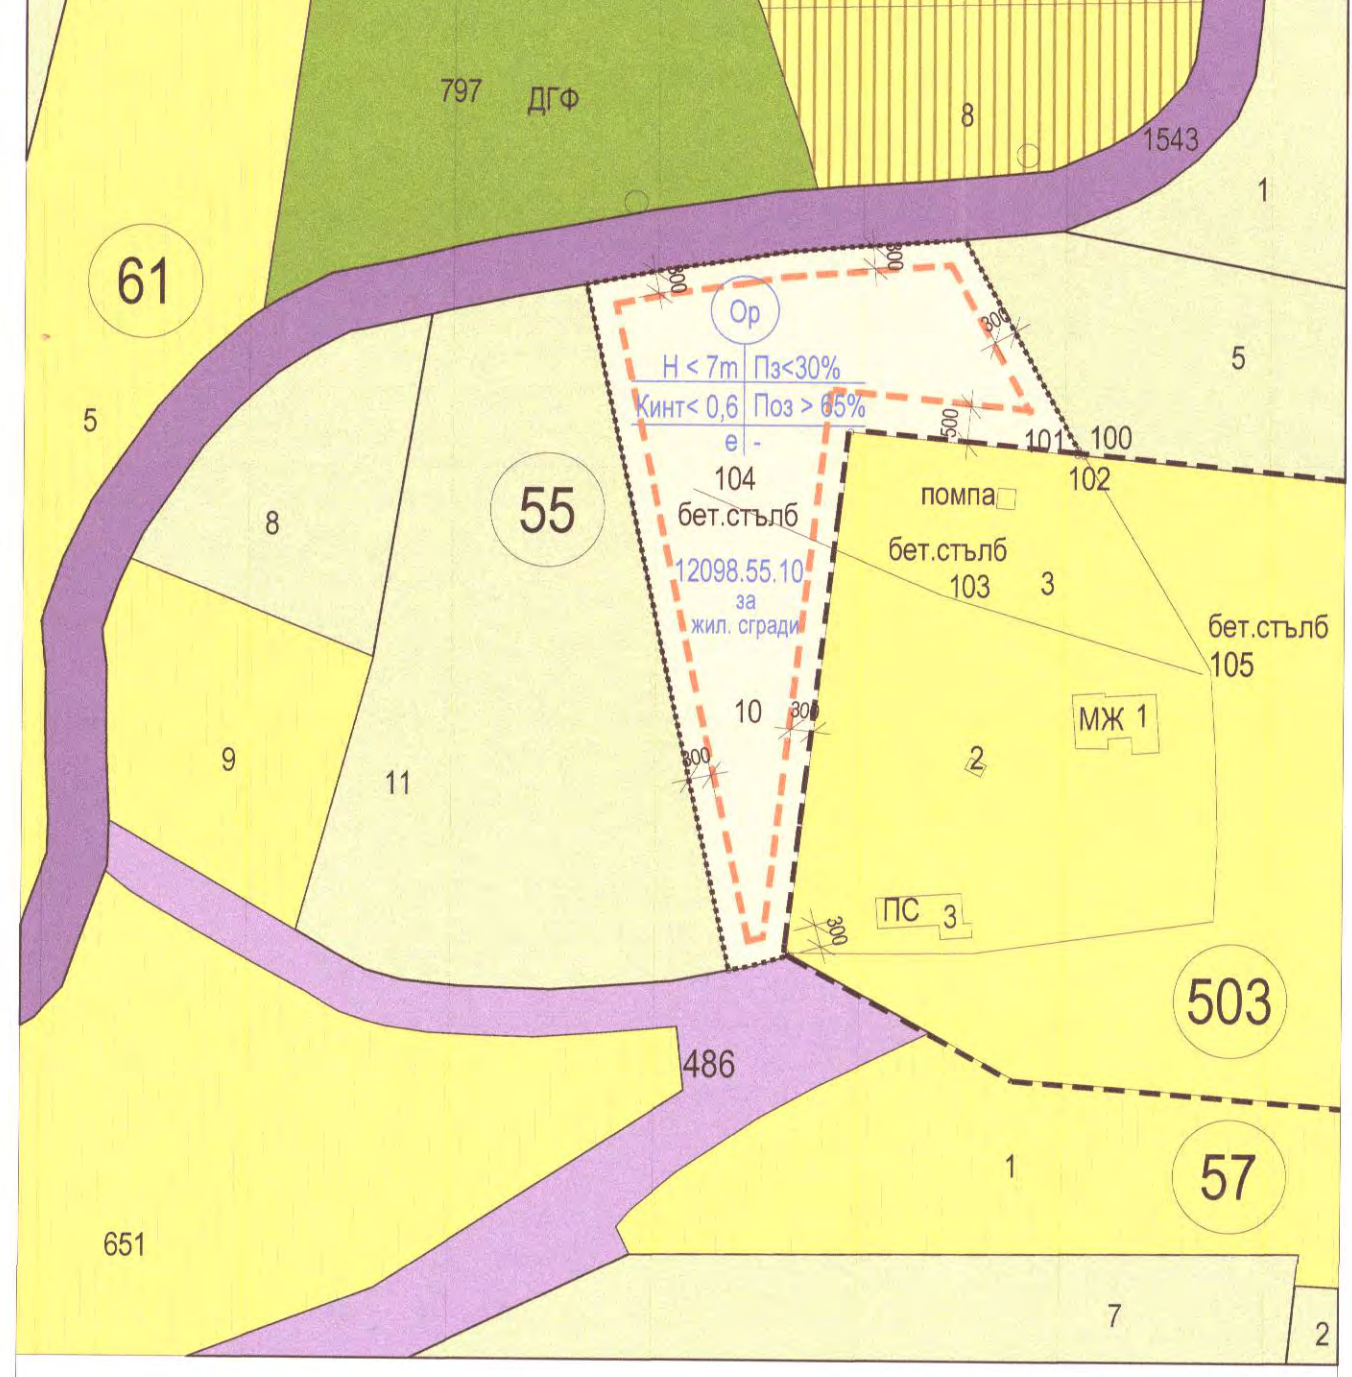 797 ДГФ
8
1543
1
61
300
300
Ор
300
5
H < 7m Пз<30%
Кинт< 0,6 Поз > 65%
е -
5
500
101
100
102
104
бет.стълб
помпа
55
8
бет.стълб
103
3
12098.55.10
за
жил. сгради
бет.стълб
105
10
300
МЖ 1
9
11
300
2
ПС 3
300
503
486
1
57
651
7
2